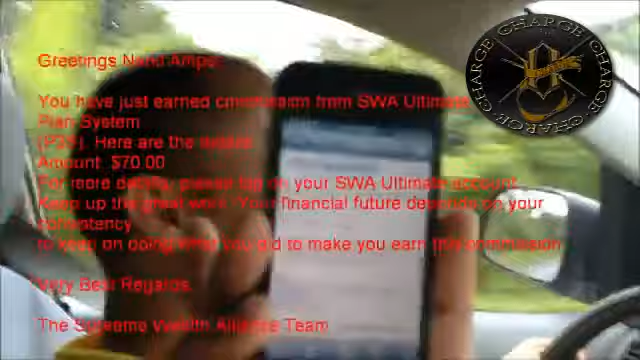 Greetings
You have just earned commission from SWA Ultimate
Plan System
Here are the details
Amount: $70.00
For more details, please log on your SWA Ultimate account.
Keep up the great work. Your financial future depends on your
consistency
to keep on doing what you did to make you earn this commission
Very Best Regards,
The Supreme Wealth Alliance Team
CHARGE CHARGE CHARGE CHARGE